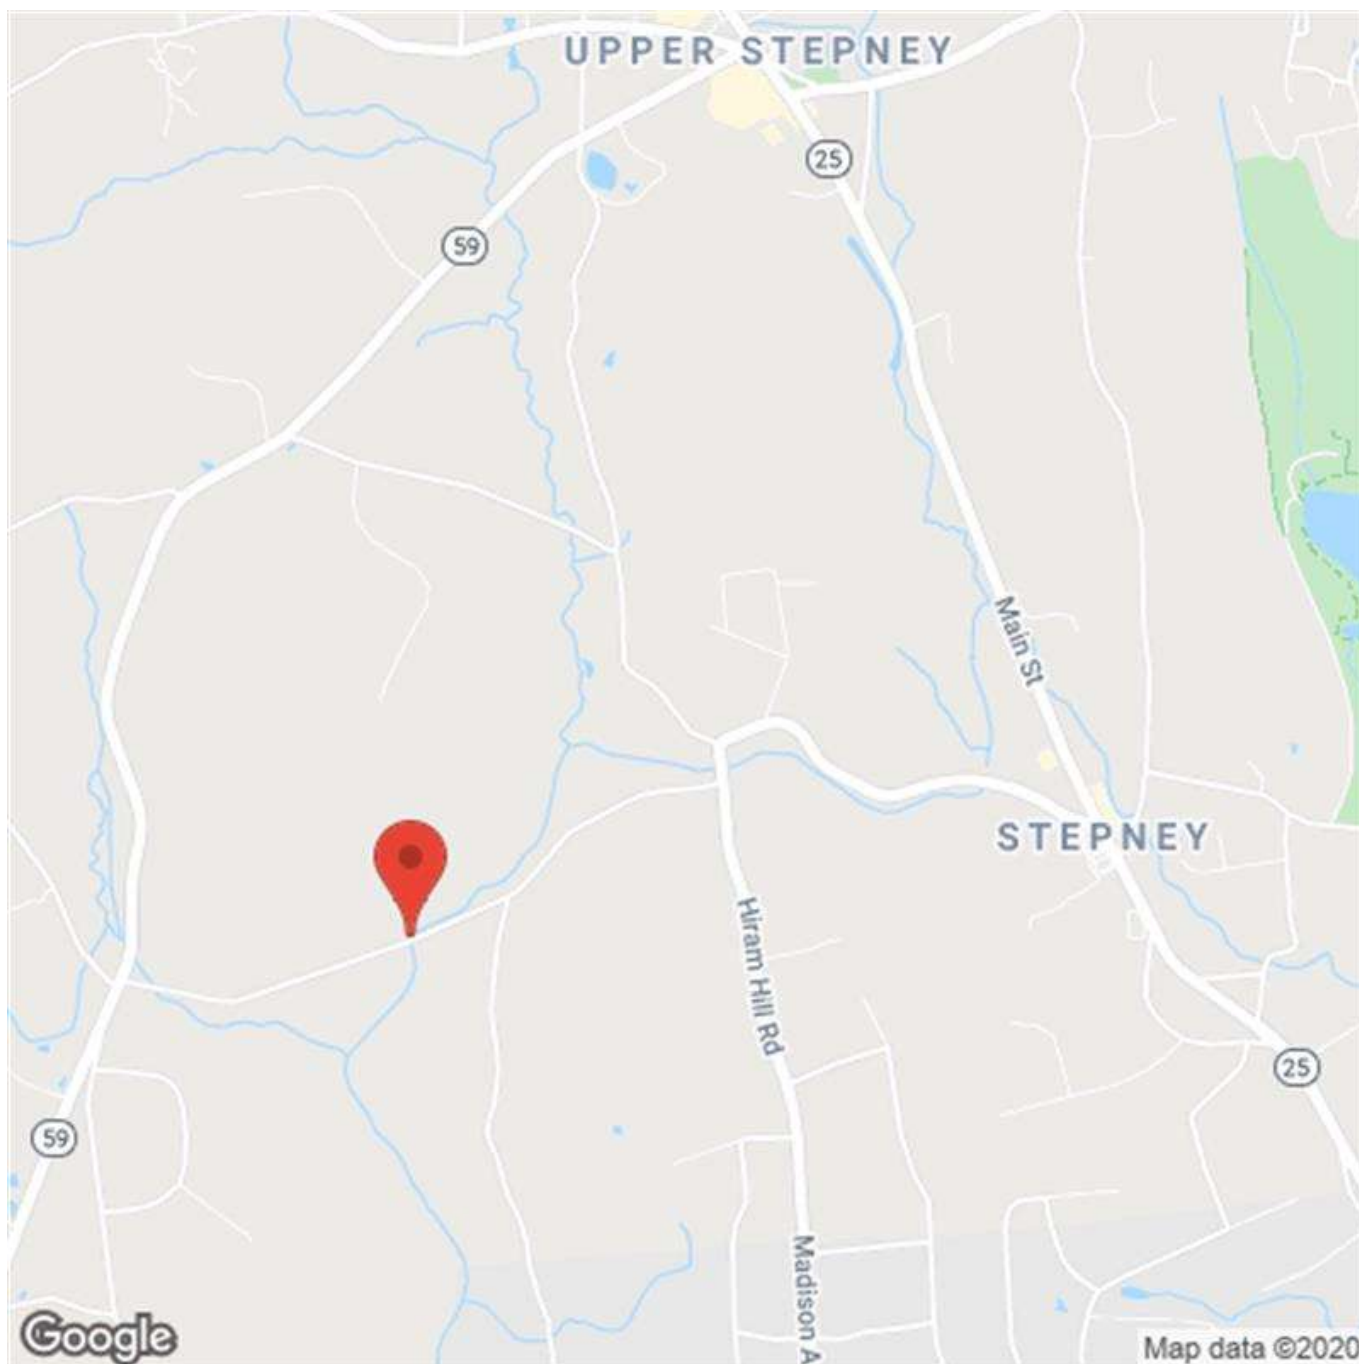 UPPER STEPNEY
25
59
Main St
STEPNEY
Hiram Hill Rd
25
59
Madison A
Google
Map data ©2020